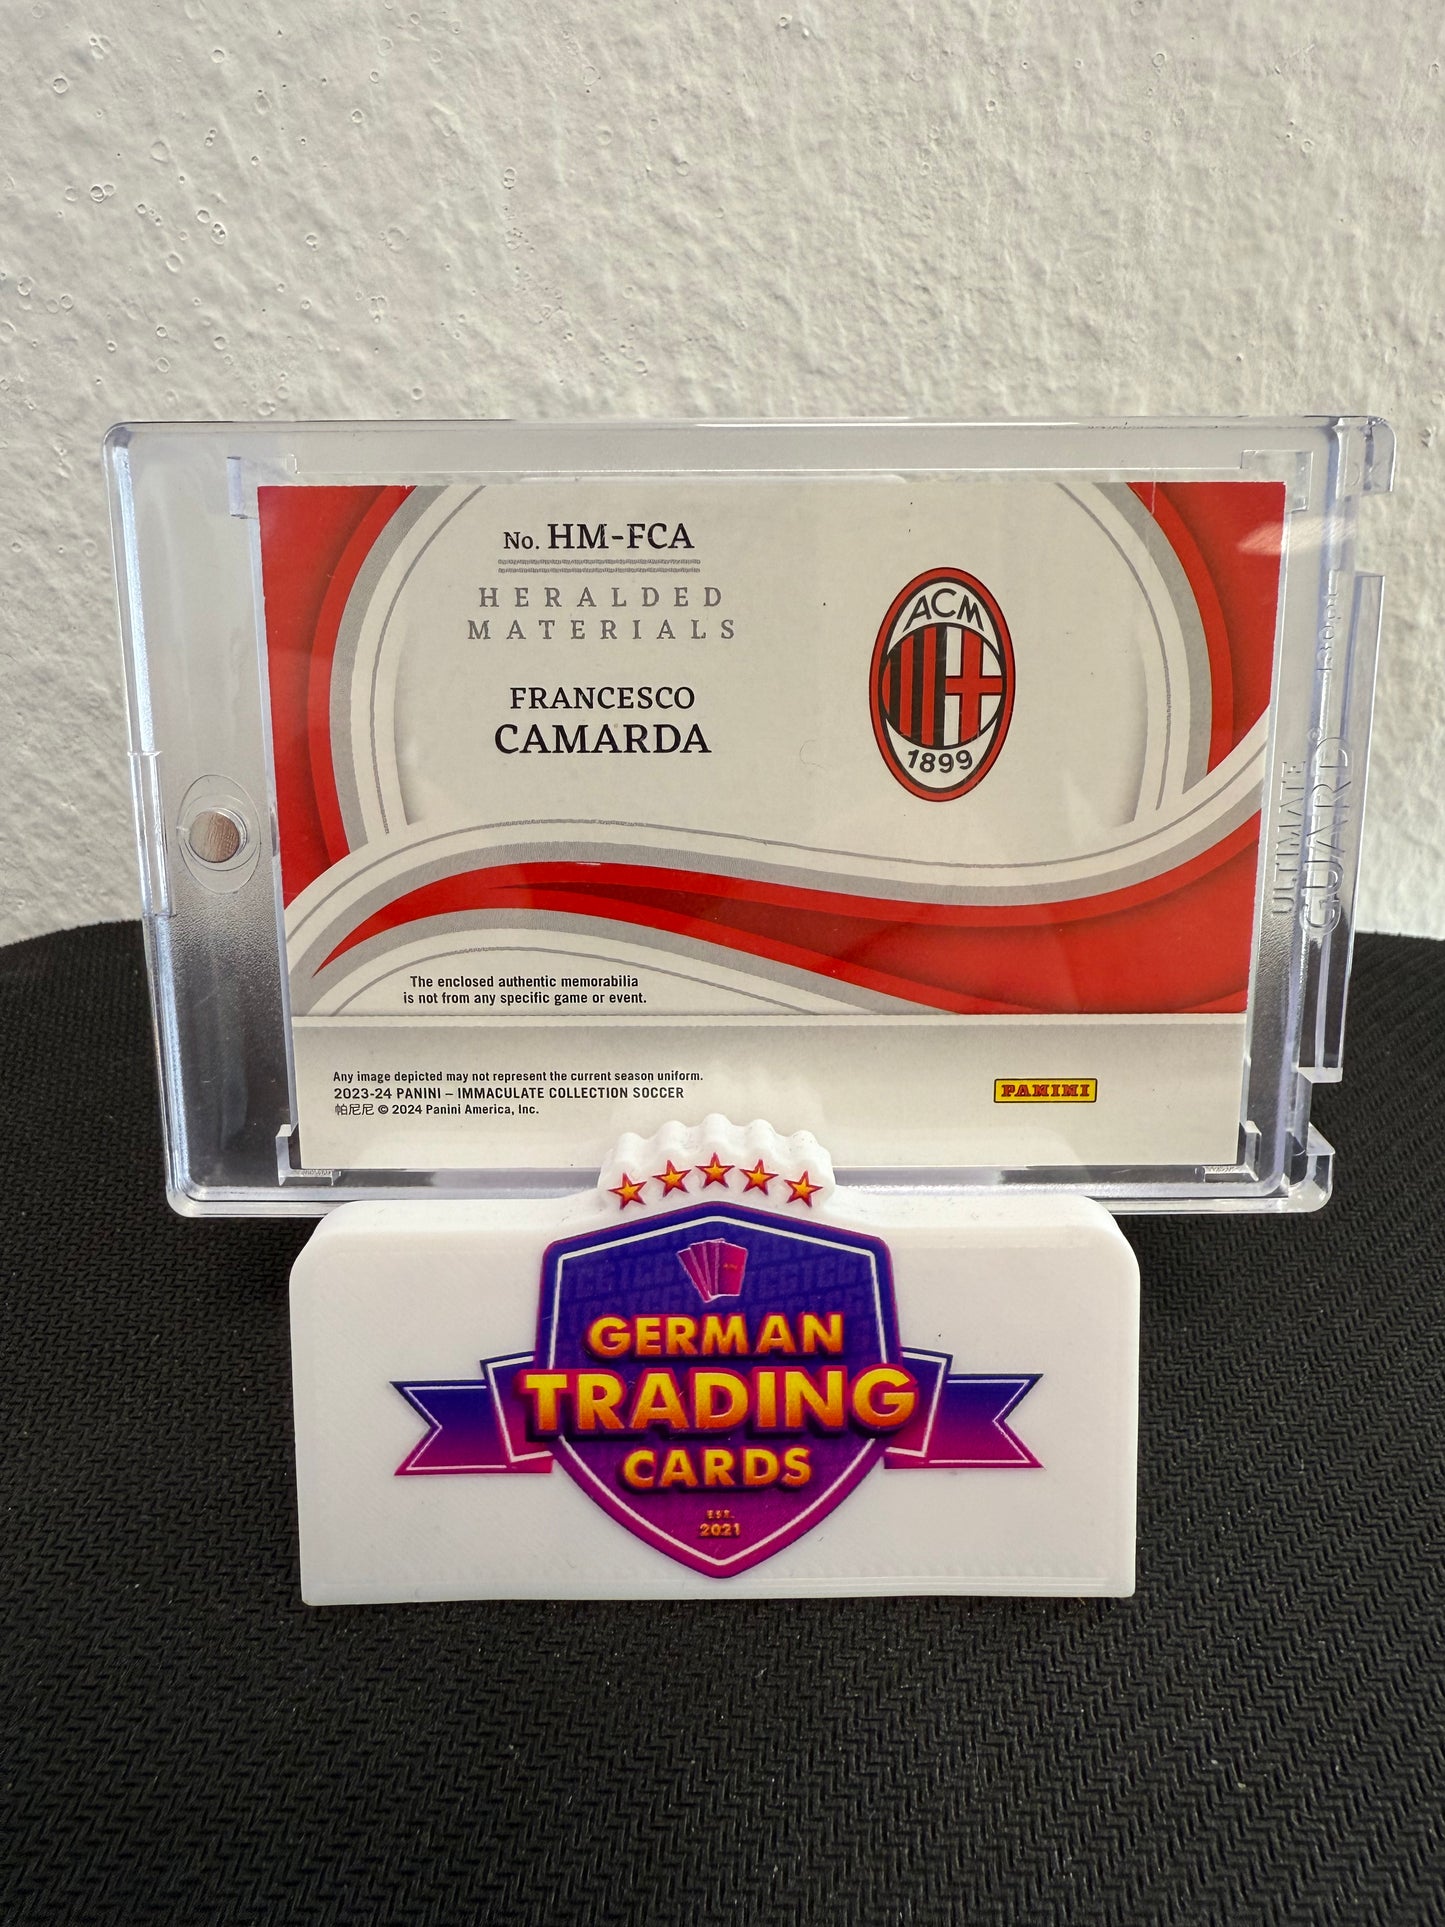 No. HM-FCA
HERALDED
MATERIALS
FRANCESCO
CAMARDA
ACM
1899
ULTIMATE
GUARD
The enclosed authentic memorabilia
is not from any specific game or event.
Any image depicted may not represent the current season uniform.
2023-24 PANINI – IMMACULATE COLLECTION SOCCER
帕尼尼 © 2024 Panini America, Inc.
PANINI
GERMAN
TRADING
CARDS
EST.
2021